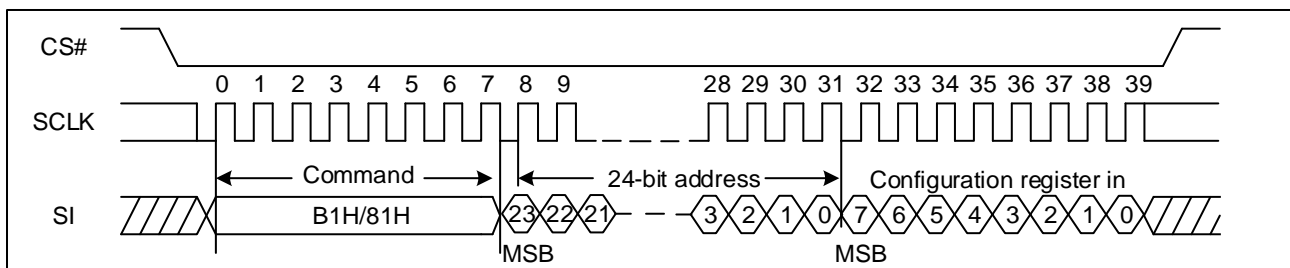 CS#
0 1 2 3 4 5 6 7 8 9 28 29 30 31 32 33 34 35 36 37 38 39
SCLK
Command 24-bit address Configuration register in
SI B1H/81H 23 22 21 3 2 1 0 7 6 5 4 3 2 1 0
MSB MSB